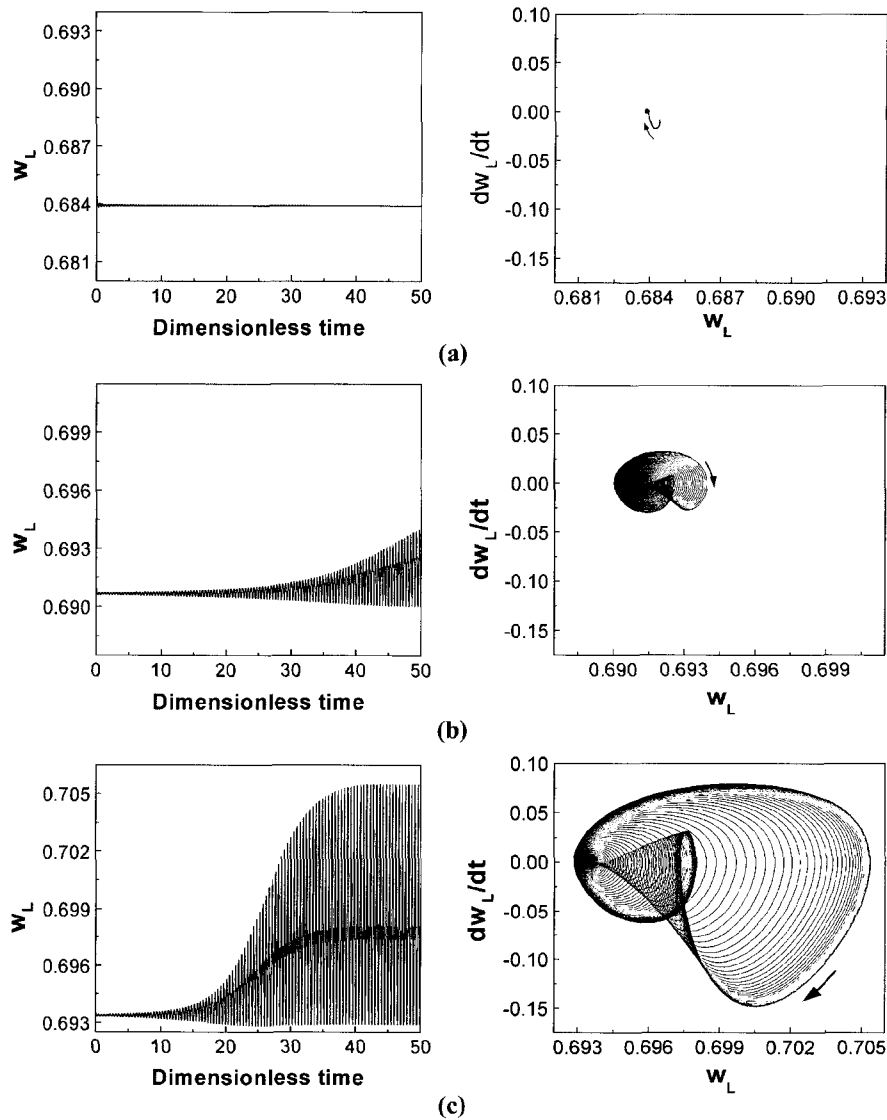 0.693
0.690
0.687
0.684
0.681
w_L
0 10 20 30 40 50
Dimensionless time
0.10
0.05
0.00
-0.05
-0.10
-0.15
dw_L/dt
0.681 0.684 0.687 0.690 0.693
w_L
(a)
0.699
0.696
0.693
0.690
w_L
0 10 20 30 40 50
Dimensionless time
0.10
0.05
0.00
-0.05
-0.10
-0.15
dw_L/dt
0.690 0.693 0.696 0.699
w_L
(b)
0.705
0.702
0.699
0.696
0.693
w_L
0 10 20 30 40 50
Dimensionless time
0.10
0.05
0.00
-0.05
-0.10
-0.15
dw_L/dt
0.693 0.696 0.699 0.702 0.705
w_L
(c)